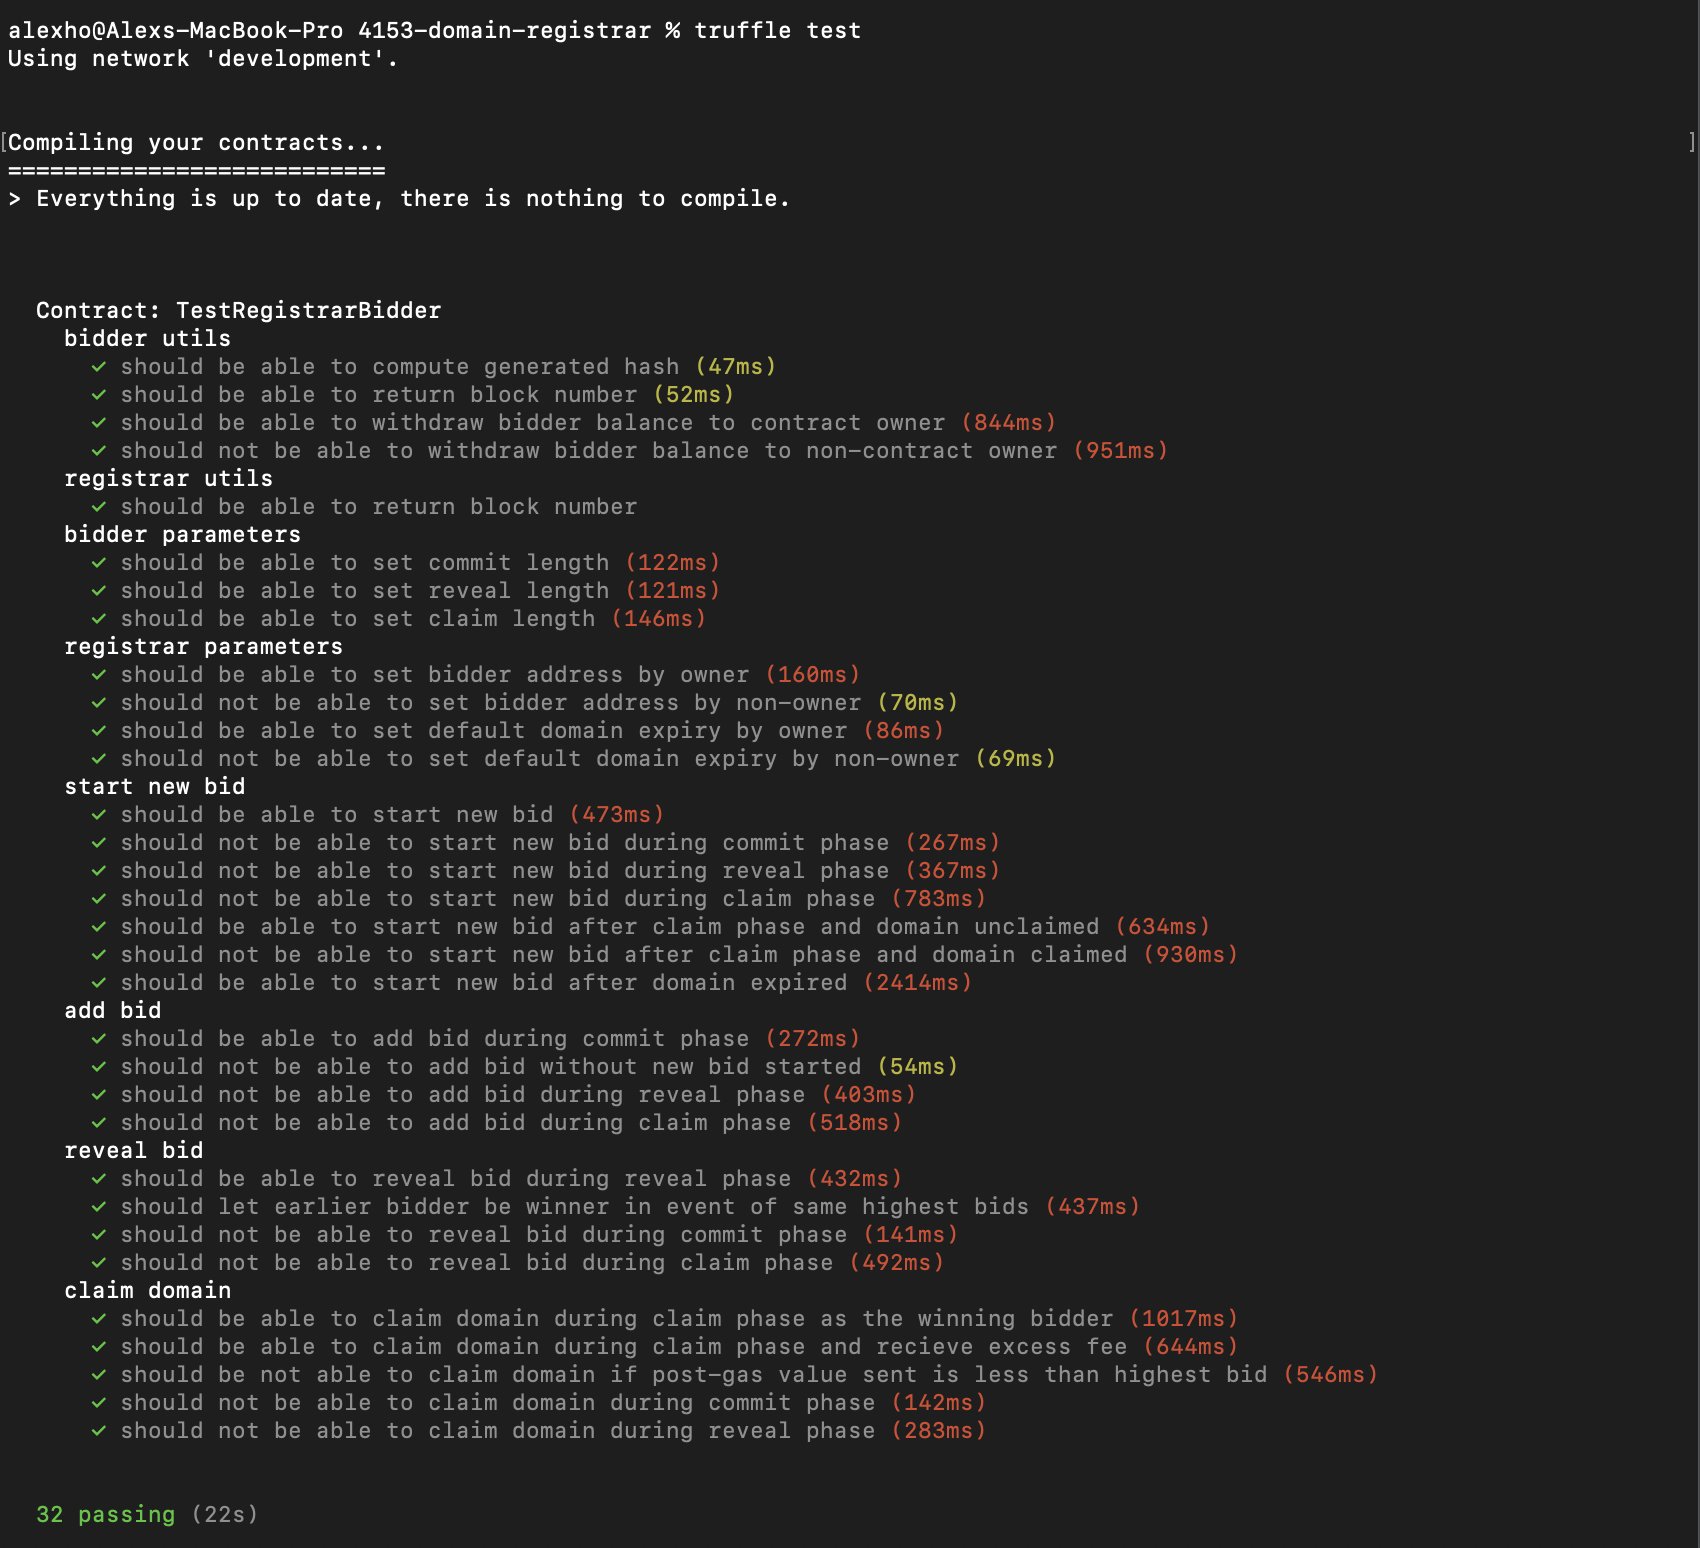 alexho@Alexs-MacBook-Pro 4153-domain-registrar % truffle test
Using network 'development'.
[Compiling your contracts... ]
===========================
> Everything is up to date, there is nothing to compile.
Contract: TestRegistrarBidder
bidder utils
✓ should be able to compute generated hash (47ms)
✓ should be able to return block number (52ms)
✓ should be able to withdraw bidder balance to contract owner (844ms)
✓ should not be able to withdraw bidder balance to non-contract owner (951ms)
registrar utils
✓ should be able to return block number
bidder parameters
✓ should be able to set commit length (122ms)
✓ should be able to set reveal length (121ms)
✓ should be able to set claim length (146ms)
registrar parameters
✓ should be able to set bidder address by owner (160ms)
✓ should not be able to set bidder address by non-owner (70ms)
✓ should be able to set default domain expiry by owner (86ms)
✓ should not be able to set default domain expiry by non-owner (69ms)
start new bid
✓ should be able to start new bid (473ms)
✓ should not be able to start new bid during commit phase (267ms)
✓ should not be able to start new bid during reveal phase (367ms)
✓ should not be able to start new bid during claim phase (783ms)
✓ should be able to start new bid after claim phase and domain unclaimed (634ms)
✓ should not be able to start new bid after claim phase and domain claimed (930ms)
✓ should be able to start new bid after domain expired (2414ms)
add bid
✓ should be able to add bid during commit phase (272ms)
✓ should not be able to add bid without new bid started (54ms)
✓ should not be able to add bid during reveal phase (403ms)
✓ should not be able to add bid during claim phase (518ms)
reveal bid
✓ should be able to reveal bid during reveal phase (432ms)
✓ should let earlier bidder be winner in event of same highest bids (437ms)
✓ should not be able to reveal bid during commit phase (141ms)
✓ should not be able to reveal bid during claim phase (492ms)
claim domain
✓ should be able to claim domain during claim phase as the winning bidder (1017ms)
✓ should be able to claim domain during claim phase and recieve excess fee (644ms)
✓ should be not able to claim domain if post-gas value sent is less than highest bid (546ms)
✓ should not be able to claim domain during commit phase (142ms)
✓ should not be able to claim domain during reveal phase (283ms)
32 passing (22s)